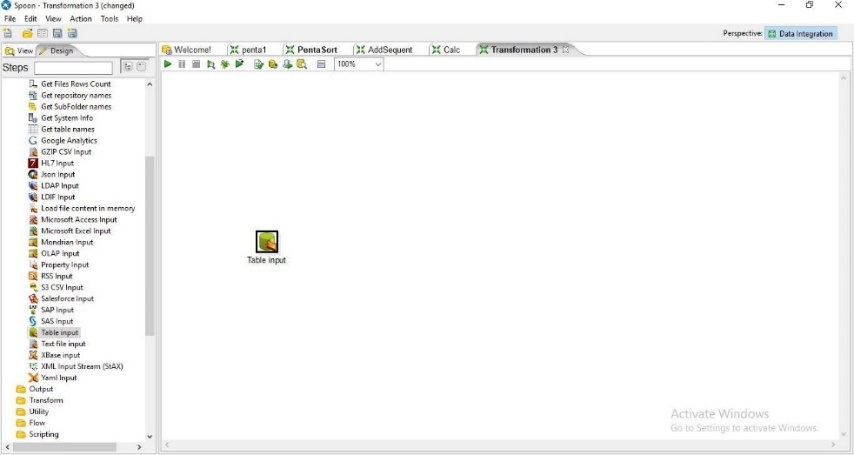 Spoon - Transformation 3 (changed)
File Edit View Action Tools Help
Perspective: Data Integration
View Design
Welcome! penta1 PentaSort AddSequent Calc Transformation 3
Steps
100%
Get Files Rows Count
Get repository names
Get SubFolder names
Get System Info
Get table names
Google Analytics
GZIP CSV Input
HL7 Input
Json Input
LDAP Input
LDIF Input
Load file content in memory
Microsoft Access Input
Microsoft Excel Input
Mondrian Input
OLAP Input
Property Input
RSS Input
S3 CSV Input
Salesforce Input
SAP Input
SAS Input
Table input
Text file input
XBase input
XML Input Stream (StAX)
Yaml Input
Output
Transform
Utility
Flow
Scripting
Table input
Activate Windows
Go to Settings to activate Windows.